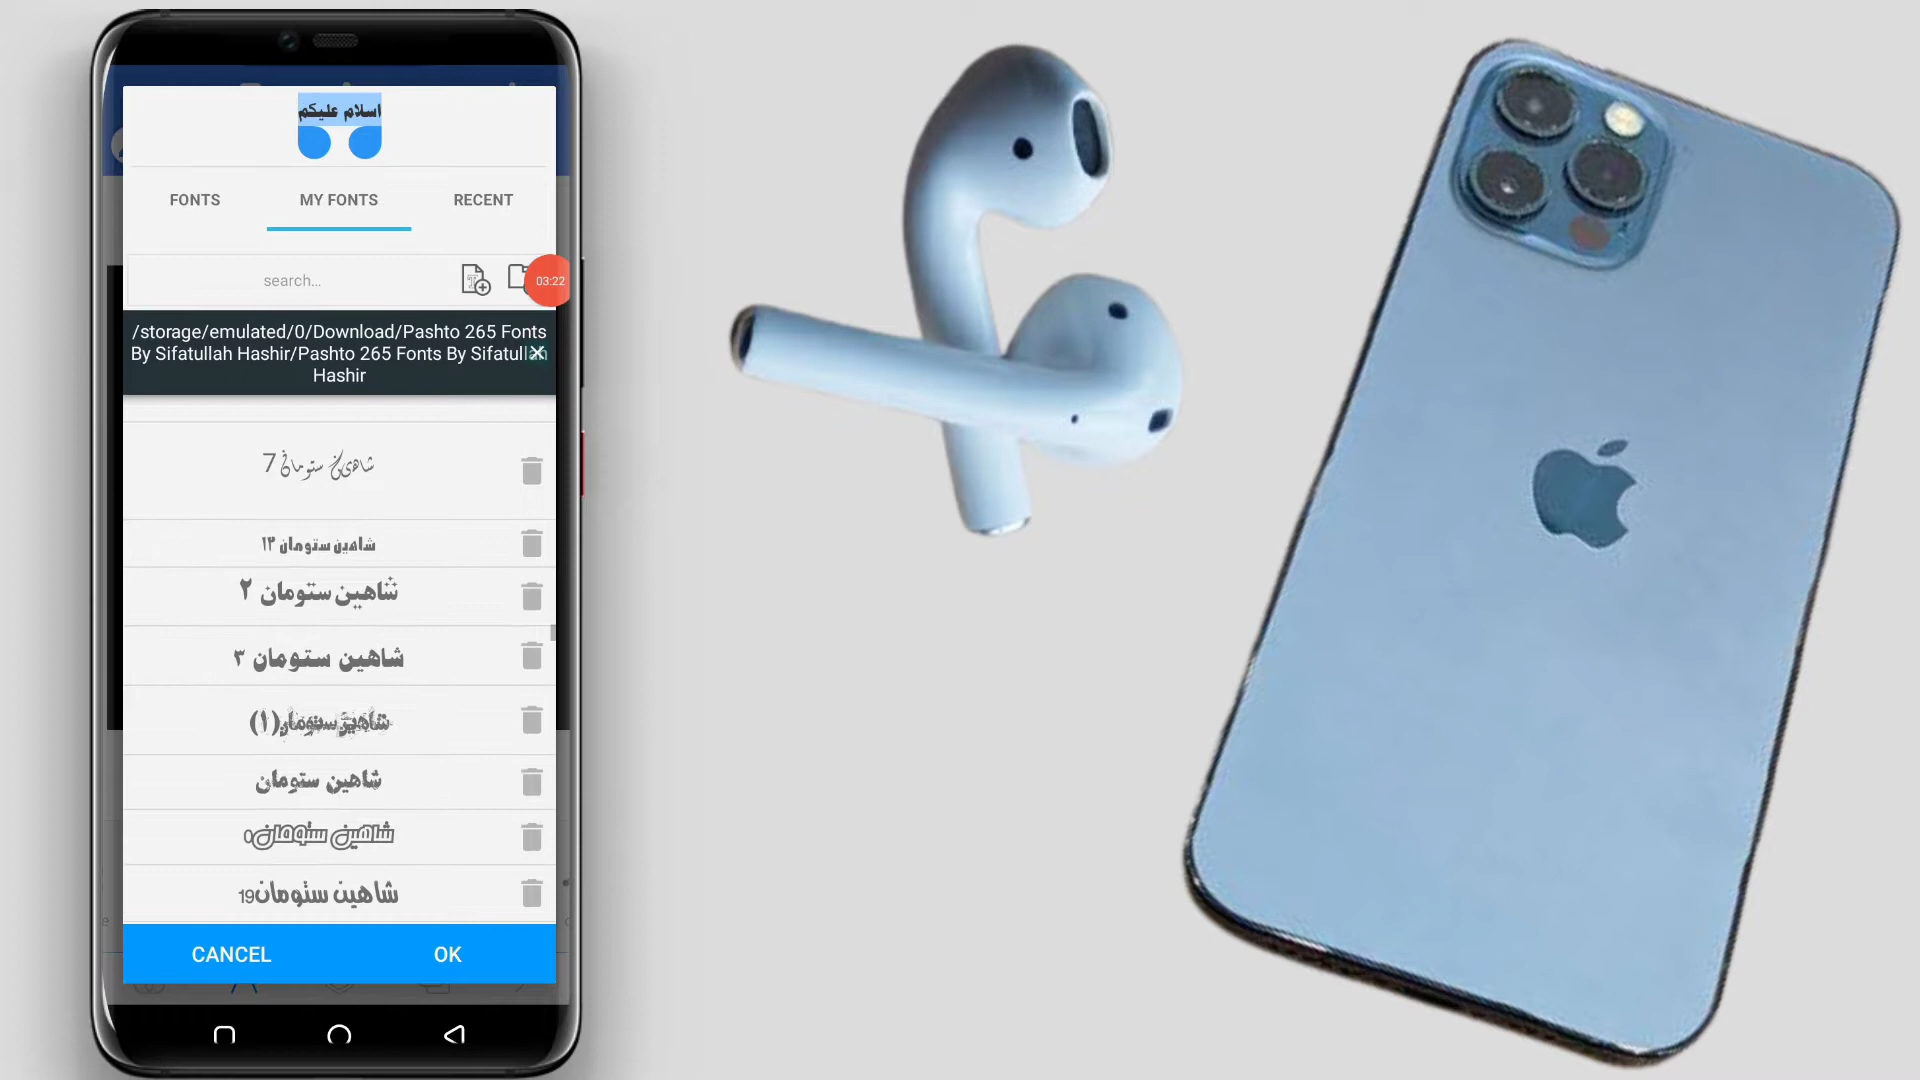 اسلام علیکم
FONTS
MY FONTS
RECENT
search...
03:22
/storage/emulated/0/Download/Pashto 265 Fonts
By Sifatullah Hashir/Pashto 265 Fonts By Sifatullah
Hashir
7
شاهین ستومان ۱۳
شاهین ستومان ۲
شاهین ستومان ۳
شاهین ستومان(۱)
شاهین ستومان
شاهین ستومان0
شاهین ستومان19
CANCEL
OK